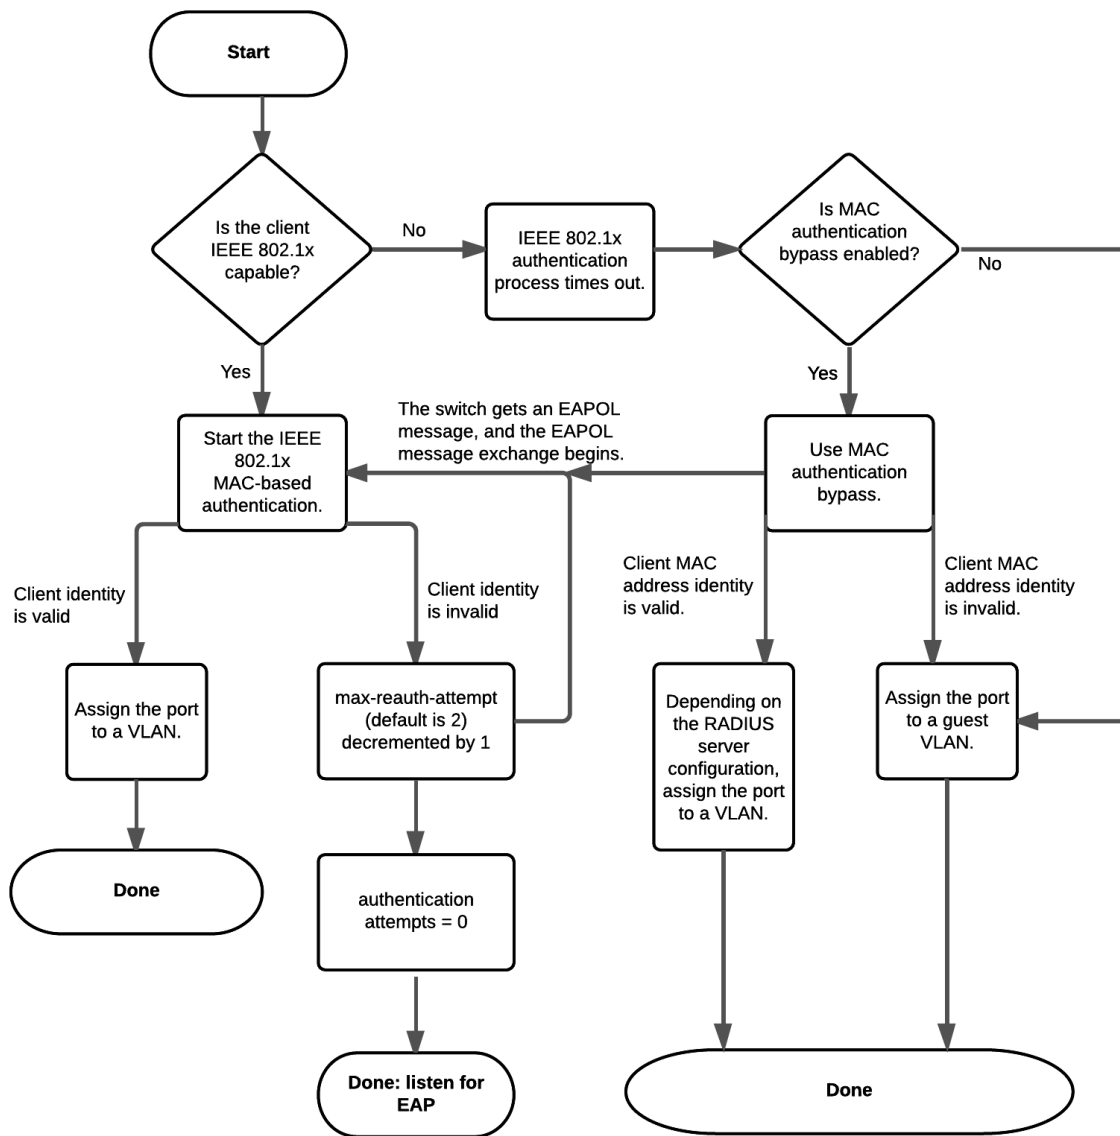 Start
Is the client
IEEE 802.1x
capable?
No
IEEE 802.1x
authentication
process times out.
Is MAC
authentication
bypass enabled?
No
Yes
Yes
The switch gets an EAPOL
message, and the EAPOL
message exchange begins.
Start the IEEE
802.1x
MAC-based
authentication.
Use MAC
authentication
bypass.
Client identity
is valid
Client identity
is invalid
Client MAC
address identity
is valid.
Client MAC
address identity
is invalid.
Assign the port
to a VLAN.
max-reauth-attempt
(default is 2)
decremented by 1
Depending on
the RADIUS
server
configuration,
assign the port
to a VLAN.
Assign the port
to a guest
VLAN.
Done
authentication
attempts = 0
Done: listen for
EAP
Done